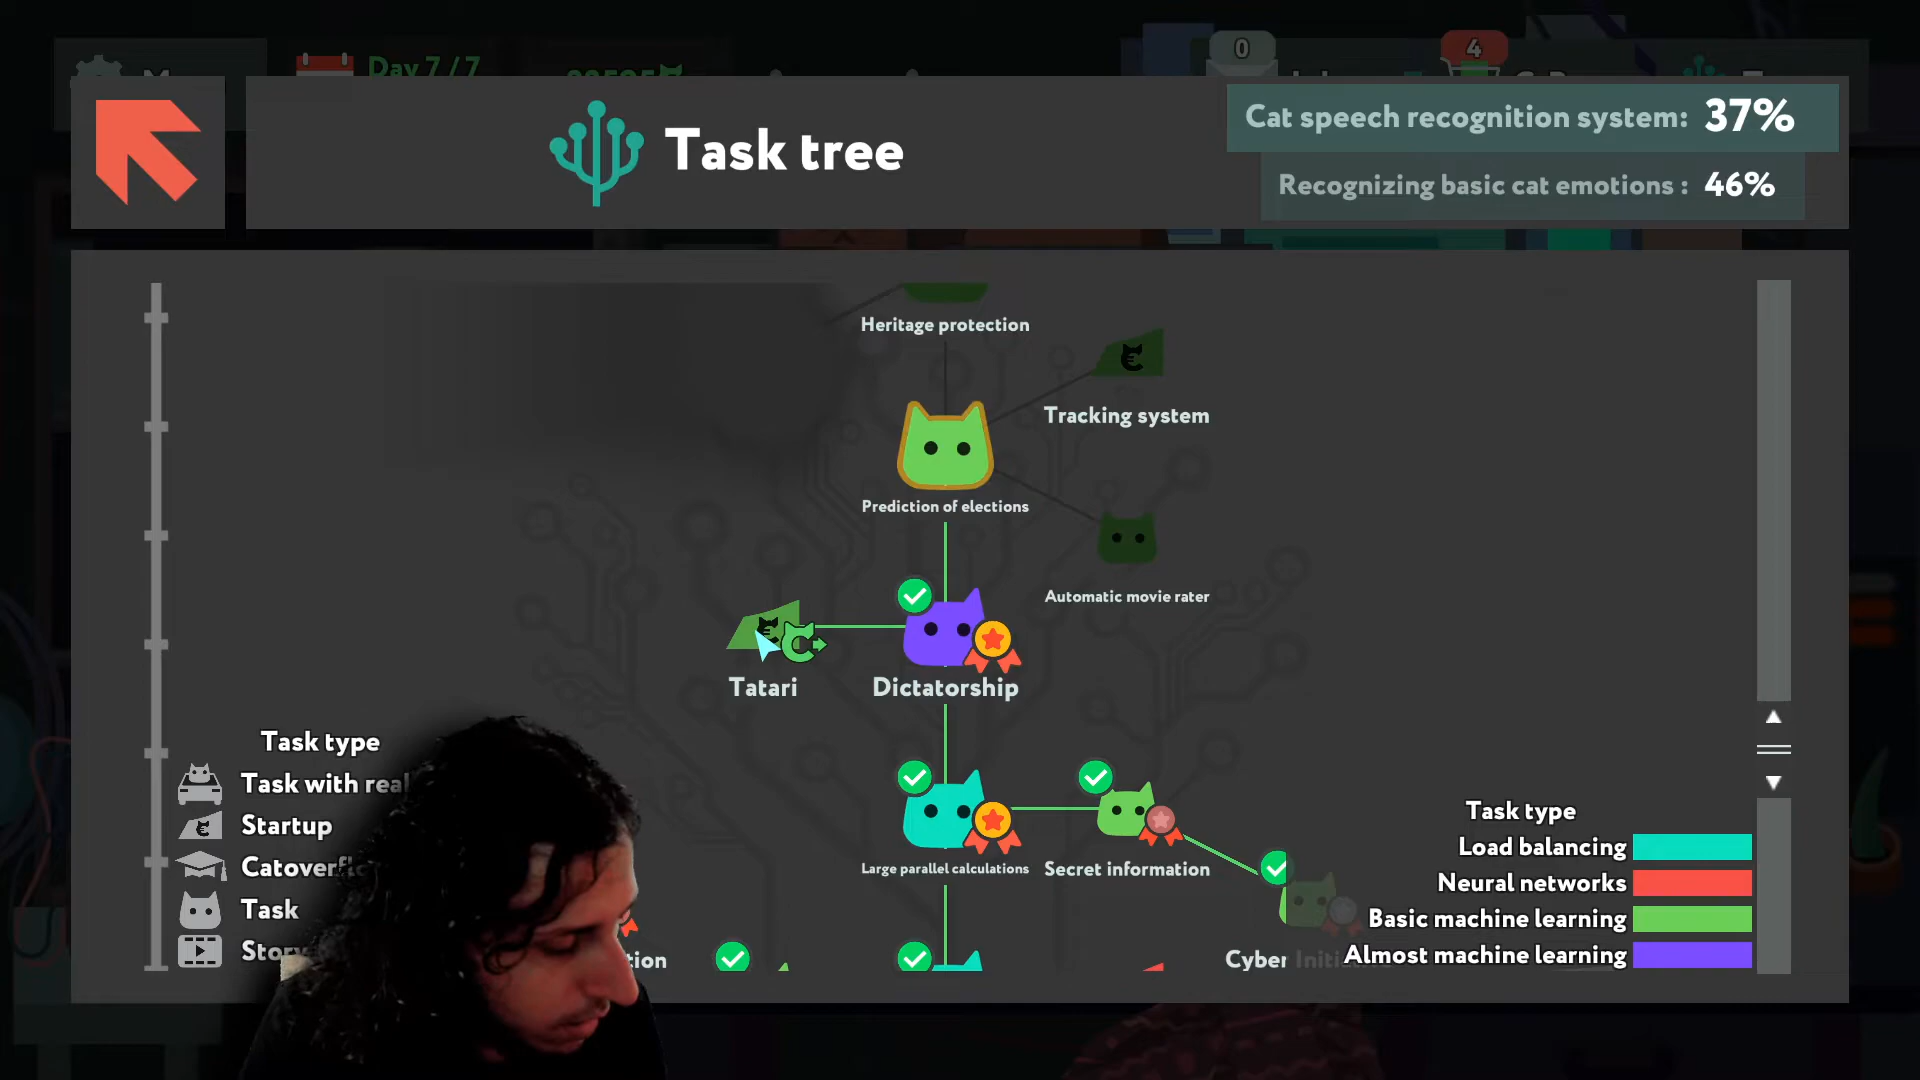 0
4
Day 7/7
Task tree
Cat speech recognition system: 37%
Recognizing basic cat emotions : 46%
Heritage protection
Tracking system
Prediction of elections
Automatic movie rater
Tatari
Dictatorship
Large parallel calculations
Secret information
Cyber
Task type
Task with real
Startup
Task
Task type
Load balancing
Neural networks
Basic machine learning
Almost machine learning